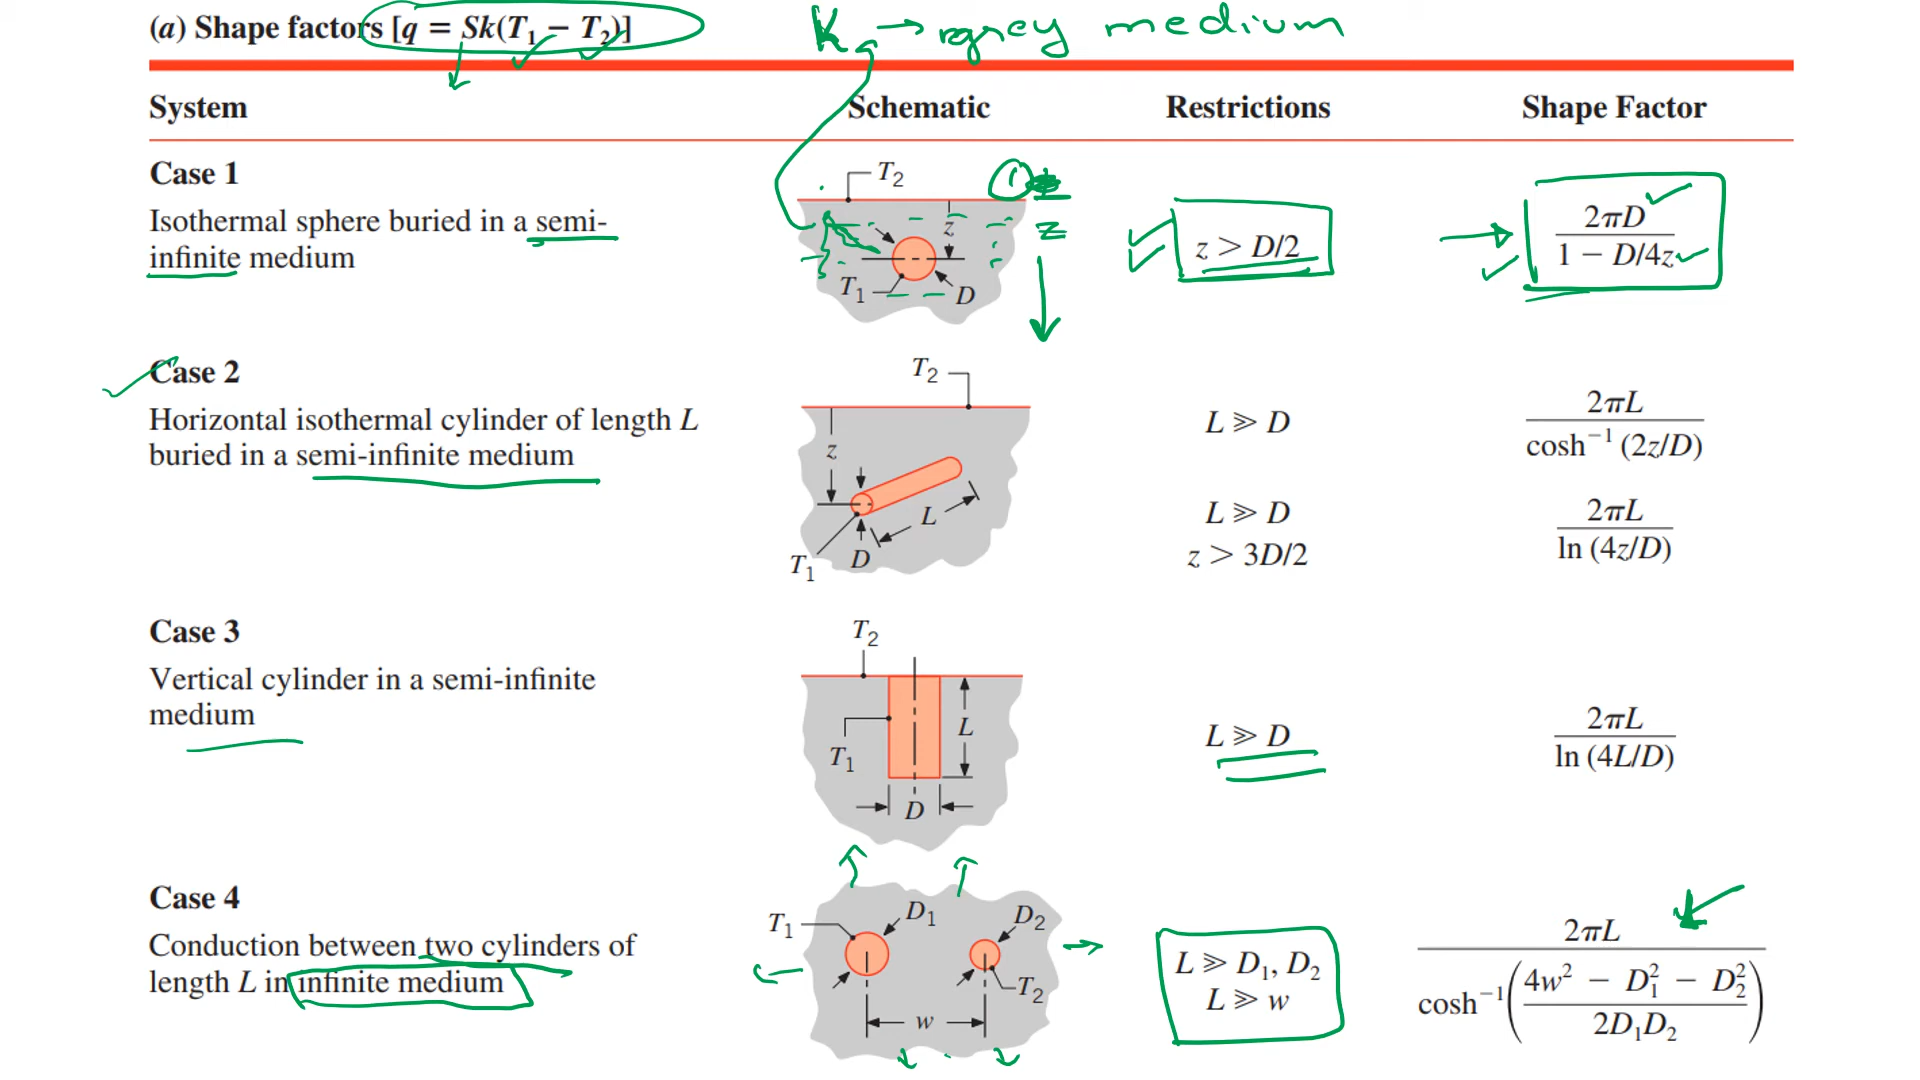 (a) Shape factors [q = Sk(T₁ − T₂)]
K → grey medium
System Schematic Restrictions Shape Factor
Case 1
Isothermal sphere buried in a semi-
infinite medium
T₂
z
T₁
D
① z
z > D/2
2πD
1 − D/4z
Case 2
Horizontal isothermal cylinder of length L
buried in a semi-infinite medium
T₂
z
L
T₁ D
L ≫ D
2πL
cosh⁻¹ (2z/D)
L ≫ D
z > 3D/2
2πL
ln (4z/D)
Case 3
Vertical cylinder in a semi-infinite
medium
T₂
L
T₁
D
L ≫ D
2πL
ln (4L/D)
Case 4
Conduction between two cylinders of
length L in infinite medium
T₁ D₁ D₂
T₂
w
L ≫ D₁, D₂
L ≫ w
2πL
cosh⁻¹(4w² − D₁² − D₂²
2D₁D₂)